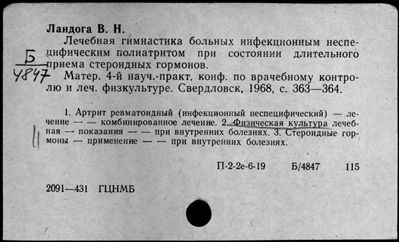 Ландога В. Н.
Лечебная гимнастика больных инфекционным неспе-
цифическим полиатритом при состоянии длительного
приема стероидных гормонов.
Б
4847
Матер. 4-й науч.-практ. конф. по врачебному контро-
лю и леч. физкультуре. Свердловск, 1968, с. 363—364.
1. Артрит ревматоидный (инфекционный неспецифический) — ле-
чение — — комбинированное лечение. 2. Физическая культура лечеб-
ная — показания — — при внутренних болезнях. 3. Стероидные гор-
моны — применение — — при внутренних болезнях.
П-2-2е-6-19 Б/4847 115
2091—431 ГЦНМБ